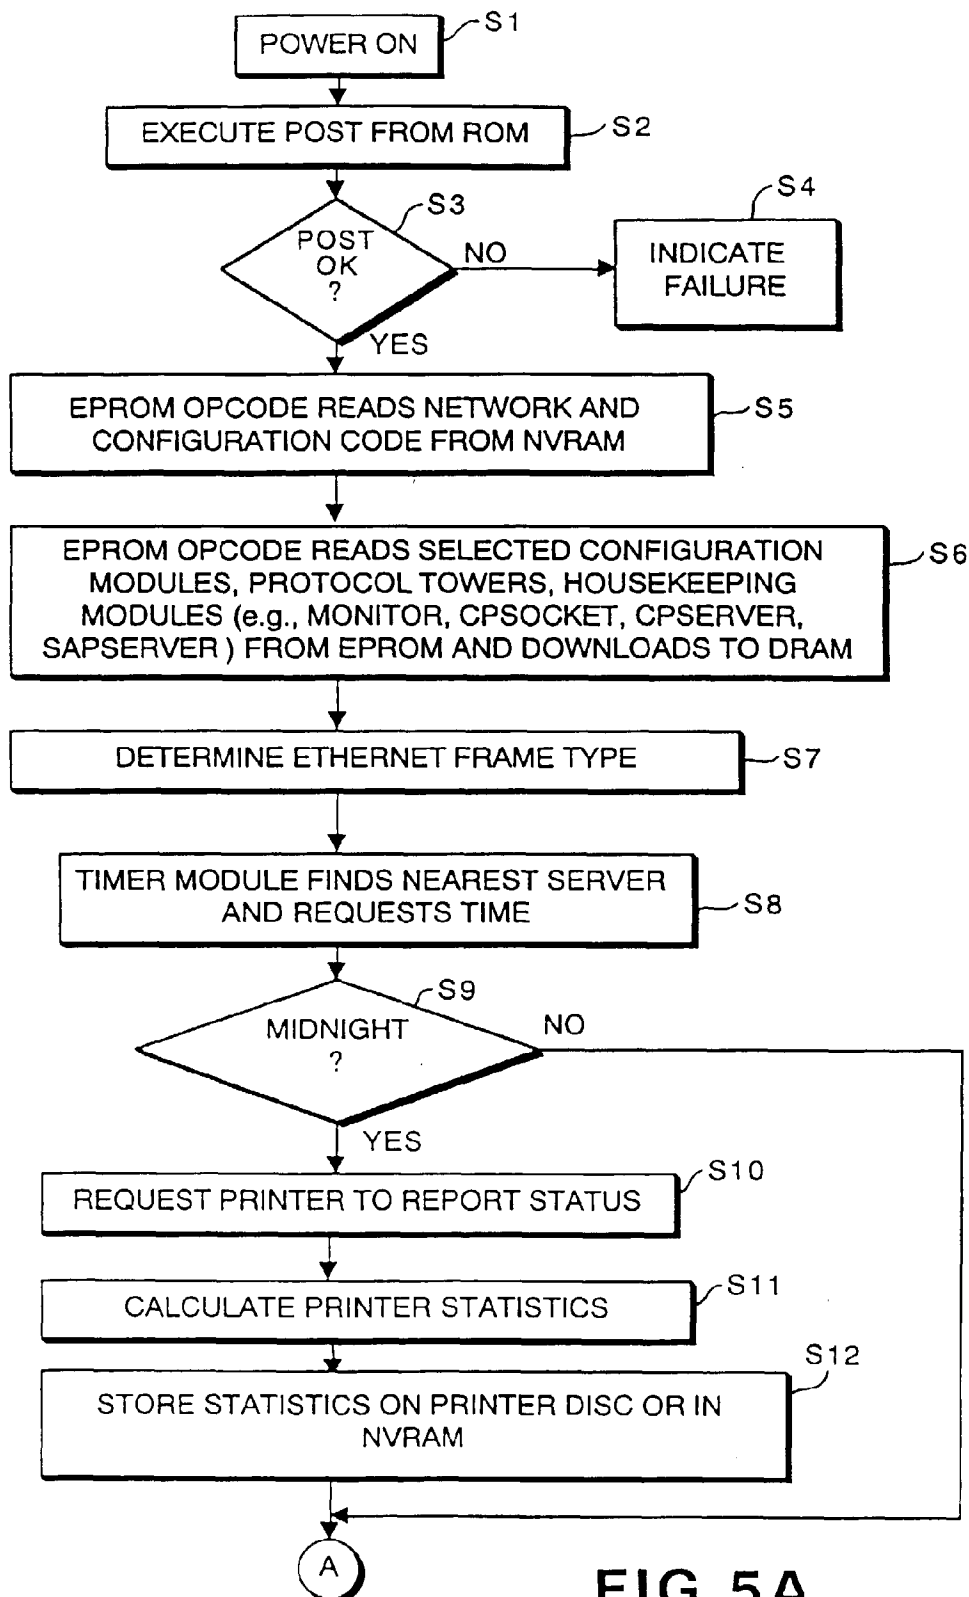 S1
POWER ON
EXECUTE POST FROM ROM
S2
S3
POST
OK
?
NO
YES
S4
INDICATE
FAILURE
EPROM OPCODE READS NETWORK AND
CONFIGURATION CODE FROM NVRAM
S5
EPROM OPCODE READS SELECTED CONFIGURATION
MODULES, PROTOCOL TOWERS, HOUSEKEEPING
MODULES (e.g., MONITOR, CPSOCKET, CPSERVER,
SAPSERVER ) FROM EPROM AND DOWNLOADS TO DRAM
S6
DETERMINE ETHERNET FRAME TYPE
S7
TIMER MODULE FINDS NEAREST SERVER
AND REQUESTS TIME
S8
S9
MIDNIGHT
?
NO
YES
REQUEST PRINTER TO REPORT STATUS
S10
CALCULATE PRINTER STATISTICS
S11
STORE STATISTICS ON PRINTER DISC OR IN
NVRAM
S12
A
FIG. 5A